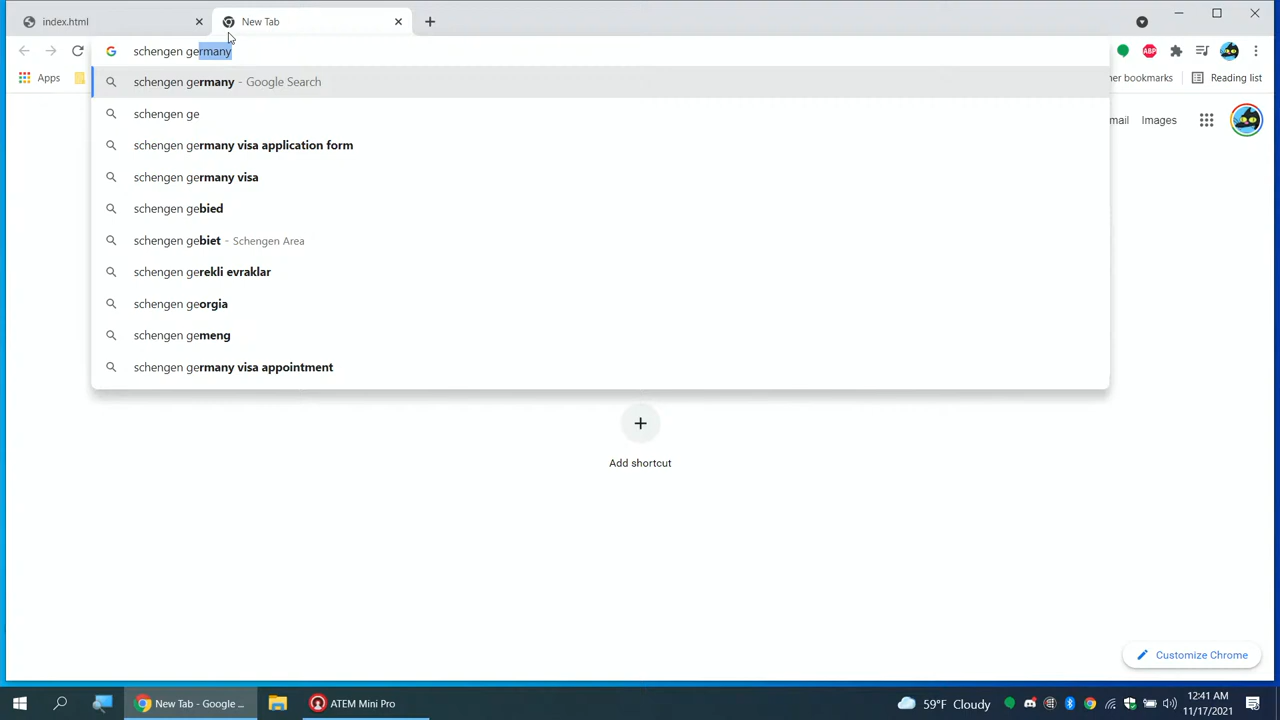 index.html
New Tab
schengen germany
Apps
her bookmarks
Reading list
schengen germany - Google Search
mail
Images
schengen ge
schengen germany visa application form
schengen germany visa
schengen gebied
schengen gebiet - Schengen Area
schengen gerekli evraklar
schengen georgia
schengen gemeng
schengen germany visa appointment
Add shortcut
Customize Chrome
New Tab - Google ...
ATEM Mini Pro
59°F Cloudy
12:41 AM
11/17/2021
ABP